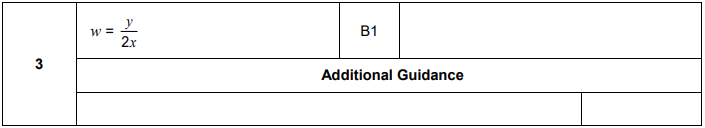 3
w = y/2x
B1
Additional Guidance